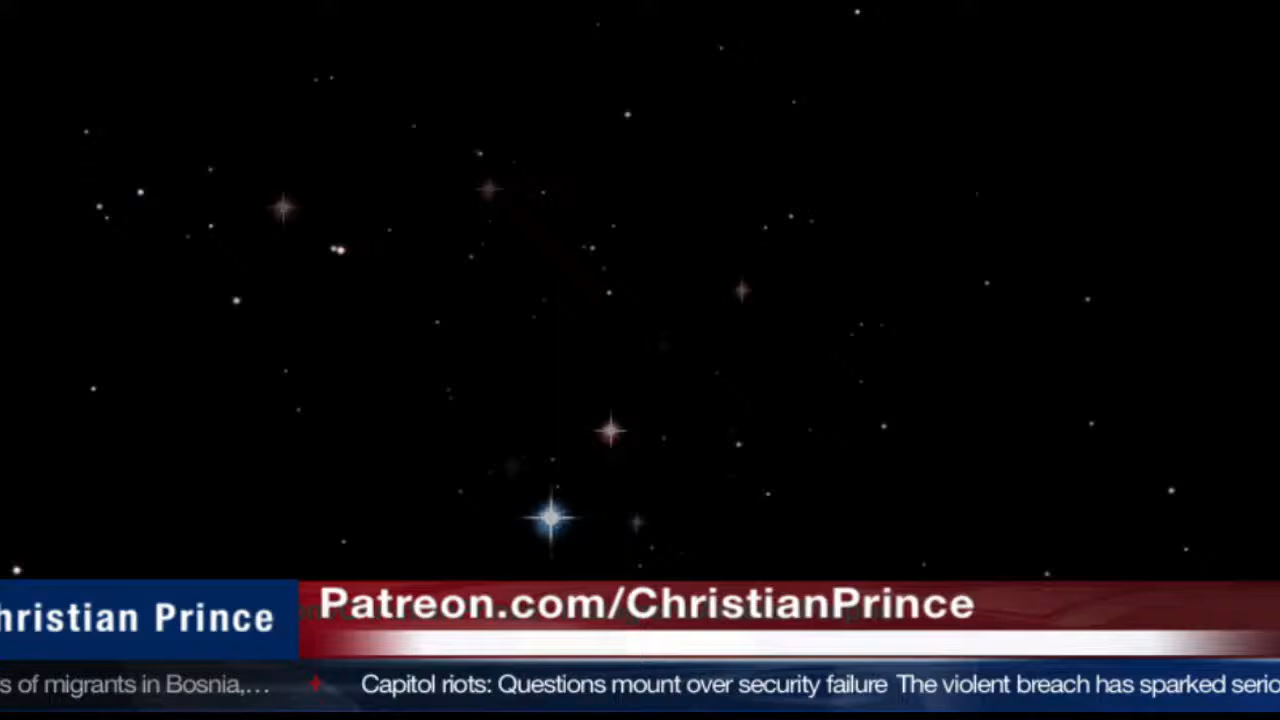 Patreon.com/ChristianPrince
hristian Prince
s of migrants in Bosnia,… Capitol riots: Questions mount over security failure The violent breach has sparked serio